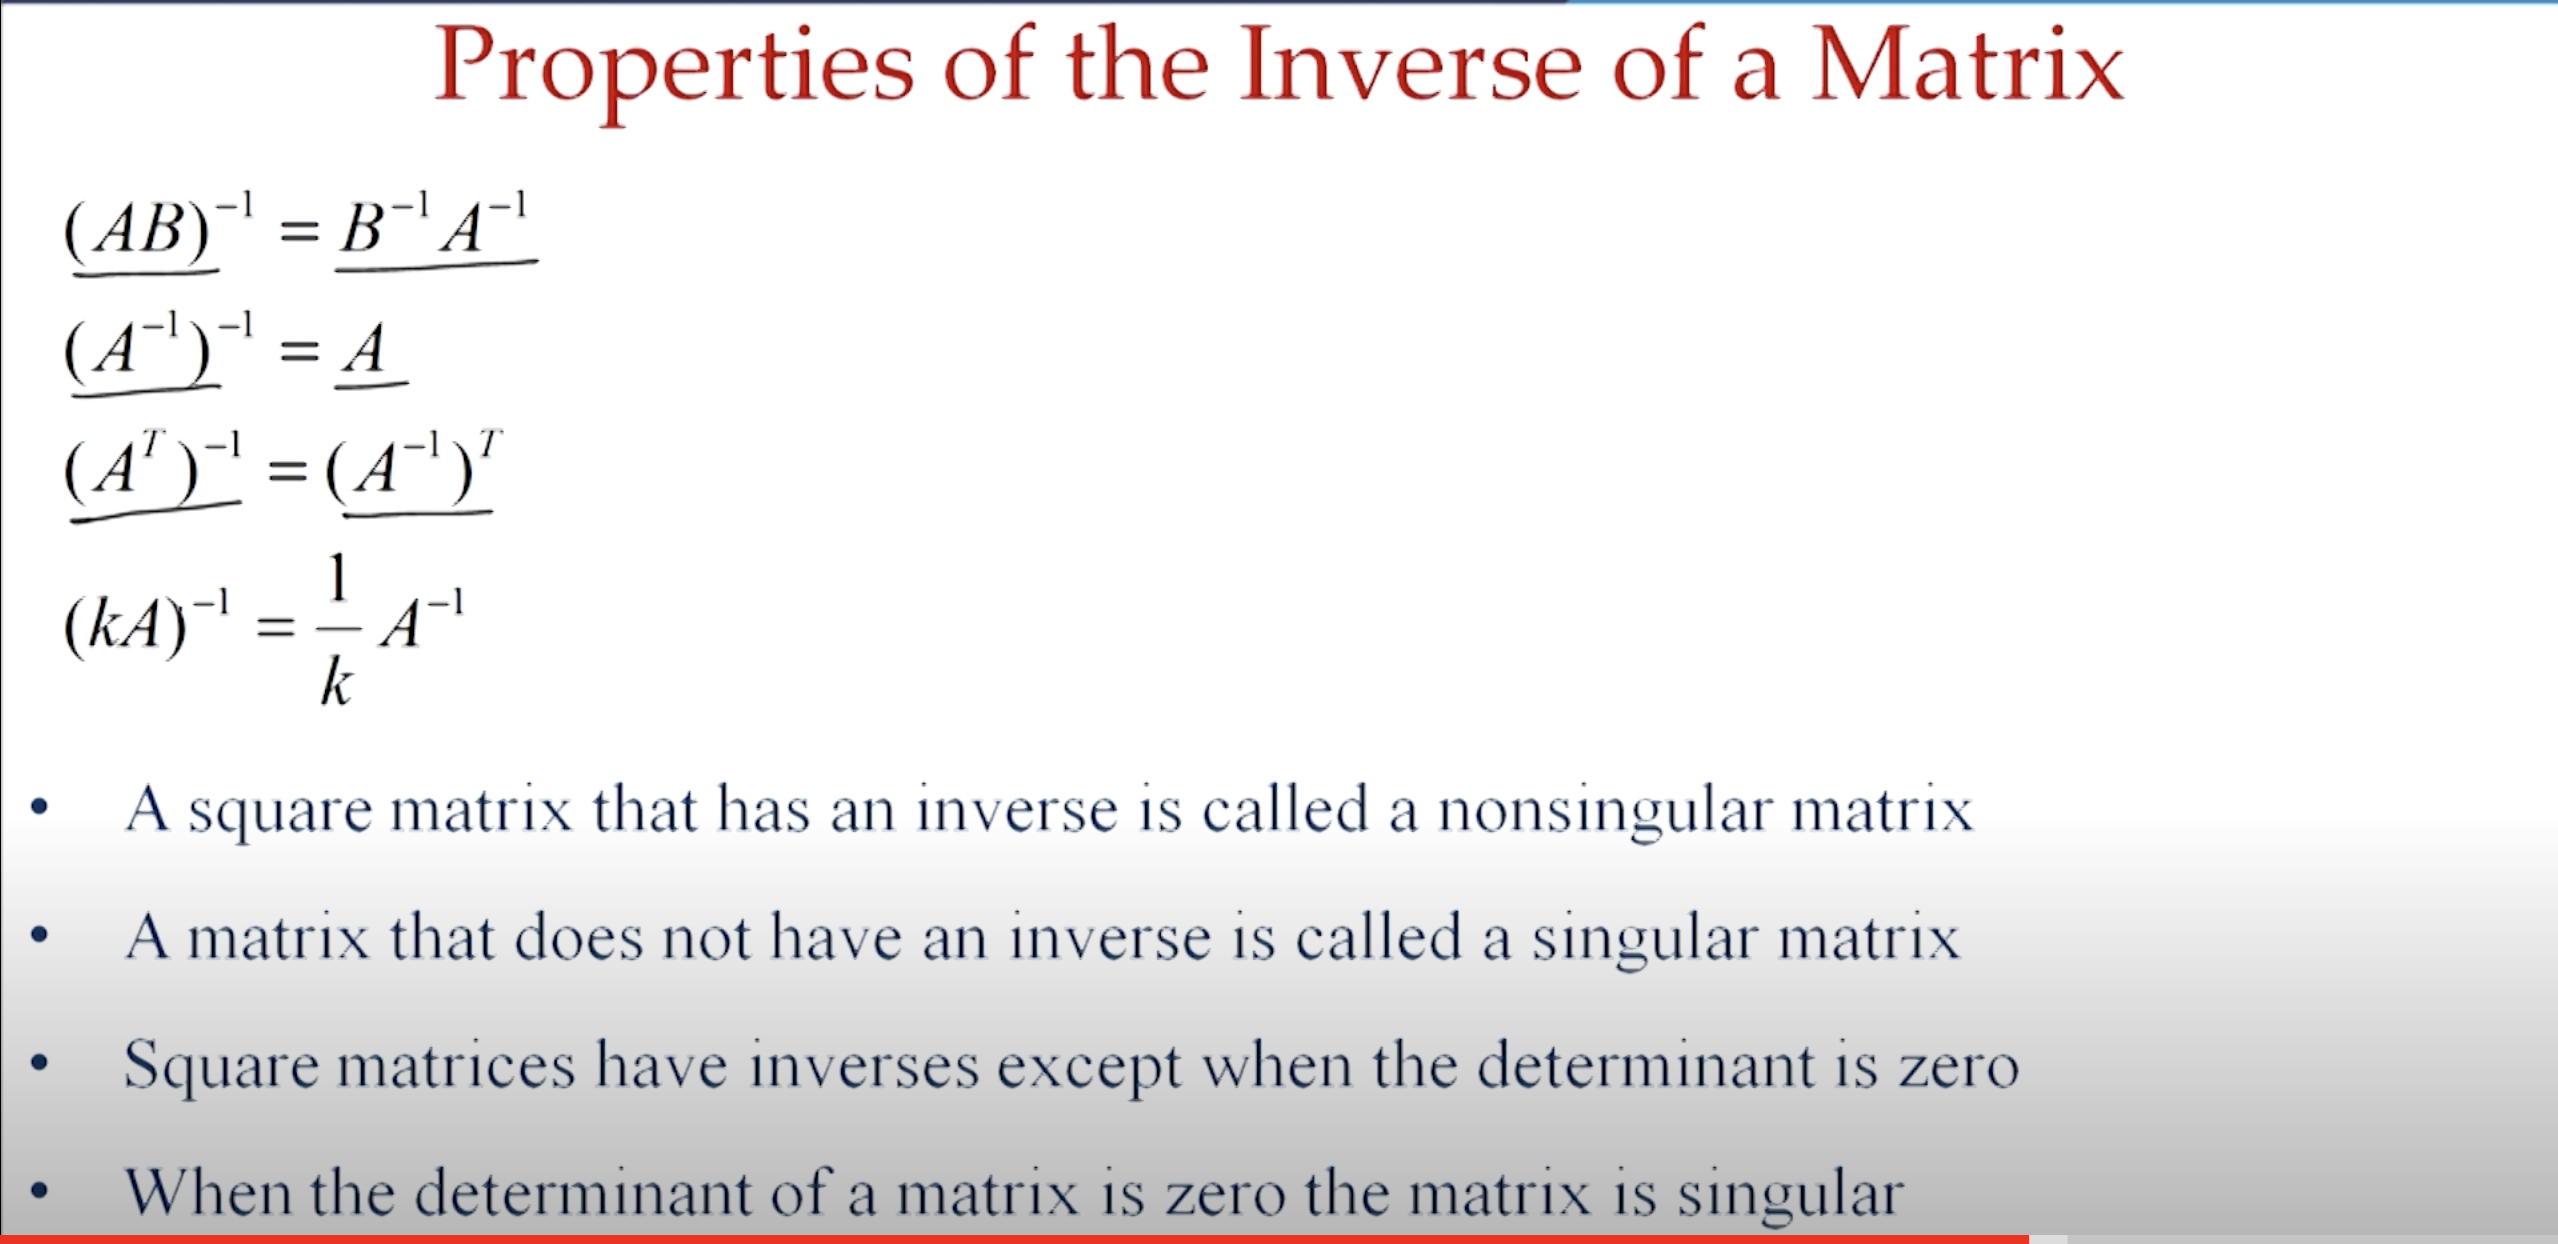 Properties of the Inverse of a Matrix
(AB)⁻¹ = B⁻¹A⁻¹
(A⁻¹)⁻¹ = A
(Aᵀ)⁻¹ = (A⁻¹)ᵀ
(kA)⁻¹ = 1/k A⁻¹
• A square matrix that has an inverse is called a nonsingular matrix
• A matrix that does not have an inverse is called a singular matrix
• Square matrices have inverses except when the determinant is zero
• When the determinant of a matrix is zero the matrix is singular